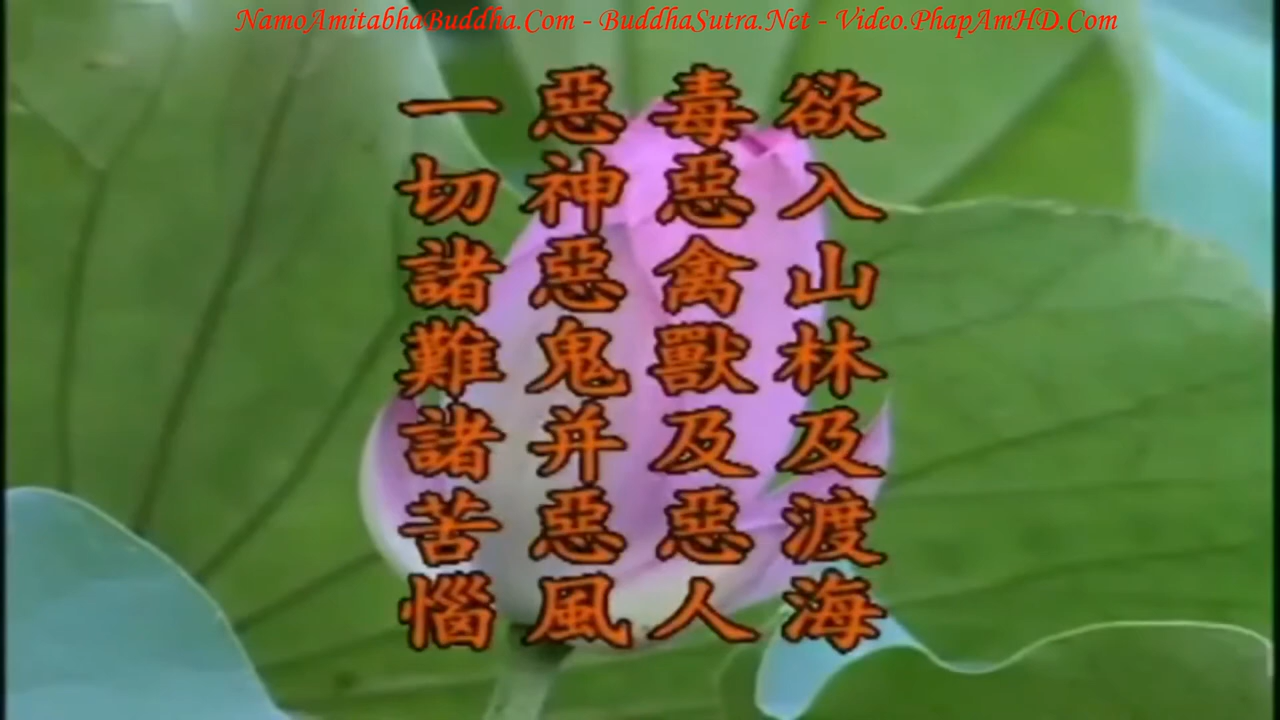 NamoAmitabhaBuddha.Com - BuddhaSutra.Net - Video.PhapAmHD.Com
欲入山林及渡海
毒惡禽獸及惡人
惡神惡鬼并惡風
一切諸難諸苦惱